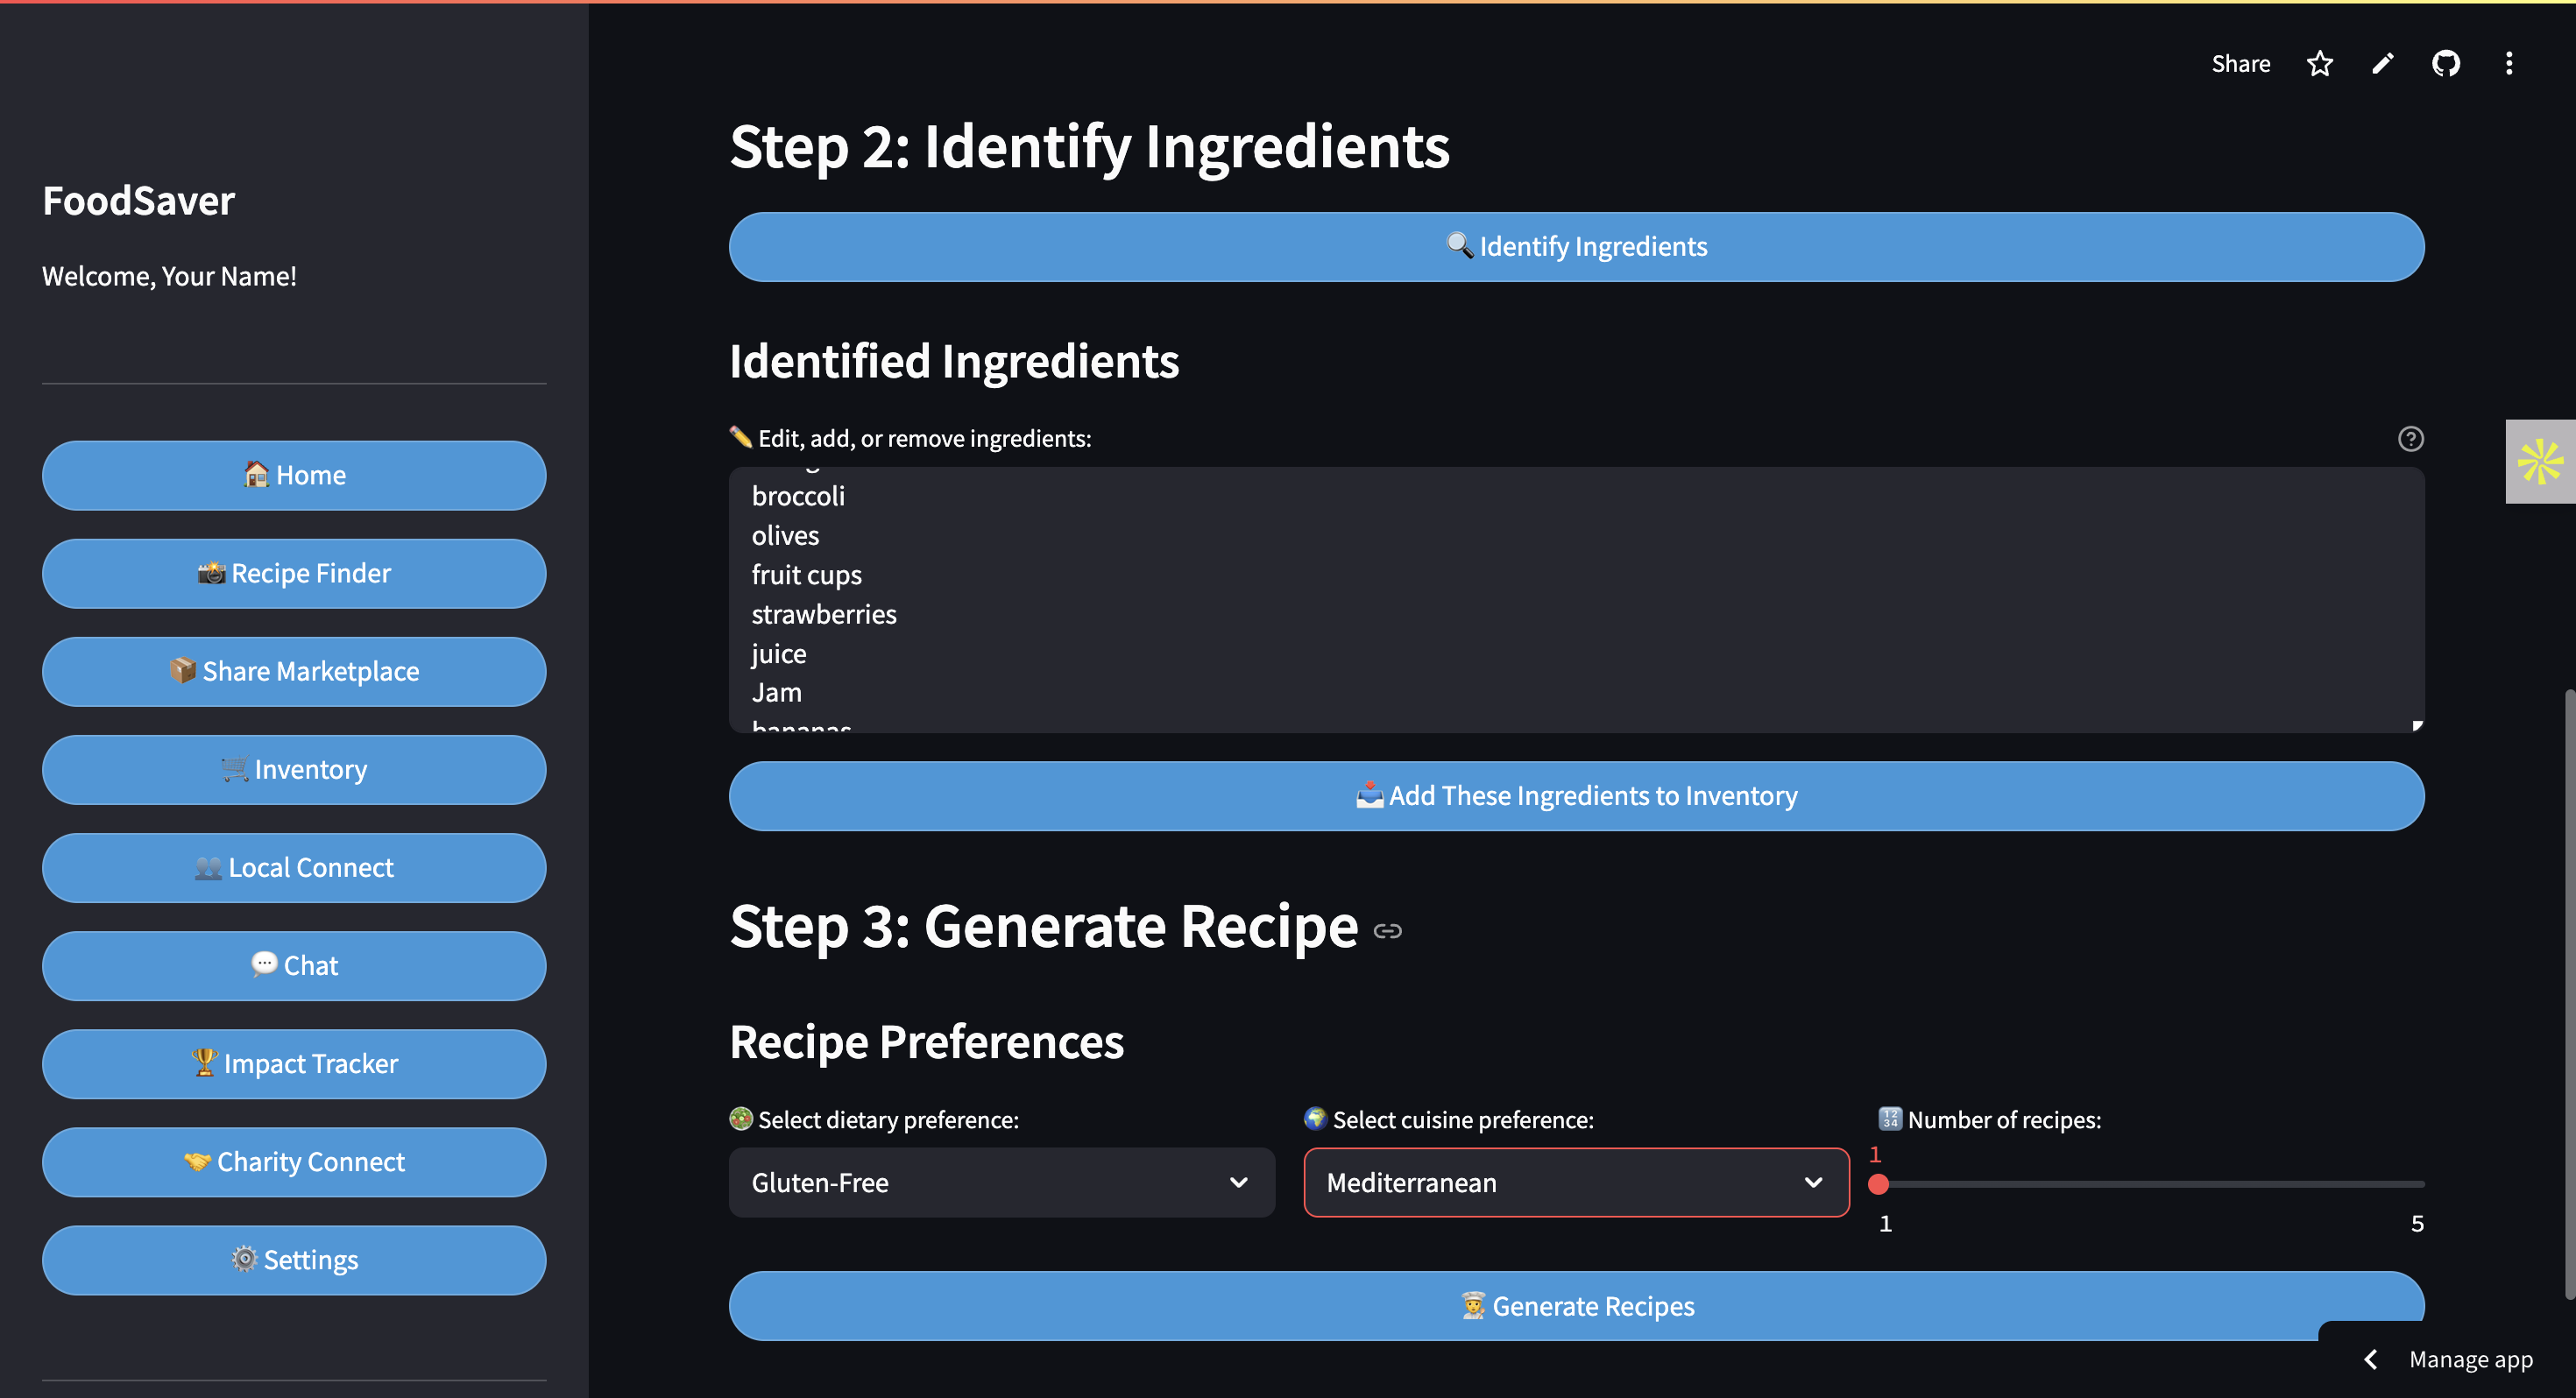 Share
FoodSaver
Welcome, Your Name!
Home
Recipe Finder
Share Marketplace
Inventory
Local Connect
Chat
Impact Tracker
Charity Connect
Settings
Step 2: Identify Ingredients
Identify Ingredients
Identified Ingredients
Edit, add, or remove ingredients:
broccoli
olives
fruit cups
strawberries
juice
Jam
bananas
Add These Ingredients to Inventory
Step 3: Generate Recipe
Recipe Preferences
Select dietary preference:
Gluten-Free
Select cuisine preference:
Mediterranean
Number of recipes:
1
1
5
Generate Recipes
Manage app